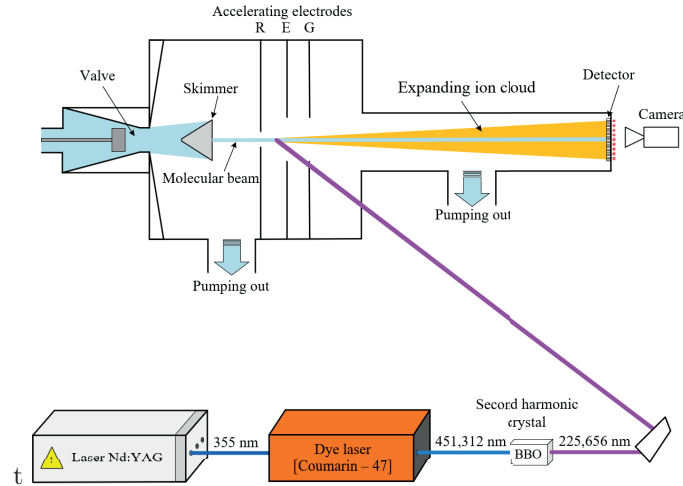 Accelerating electrodes
R E G
Valve
Skimmer
Expanding ion cloud
Detector
Camera
Molecular beam
Pumping out
Pumping out
Secord harmonic
crystal
Laser Nd:YAG
355 nm
Dye laser
[Coumarin – 47]
451,312 nm
BBO
225,656 nm
t